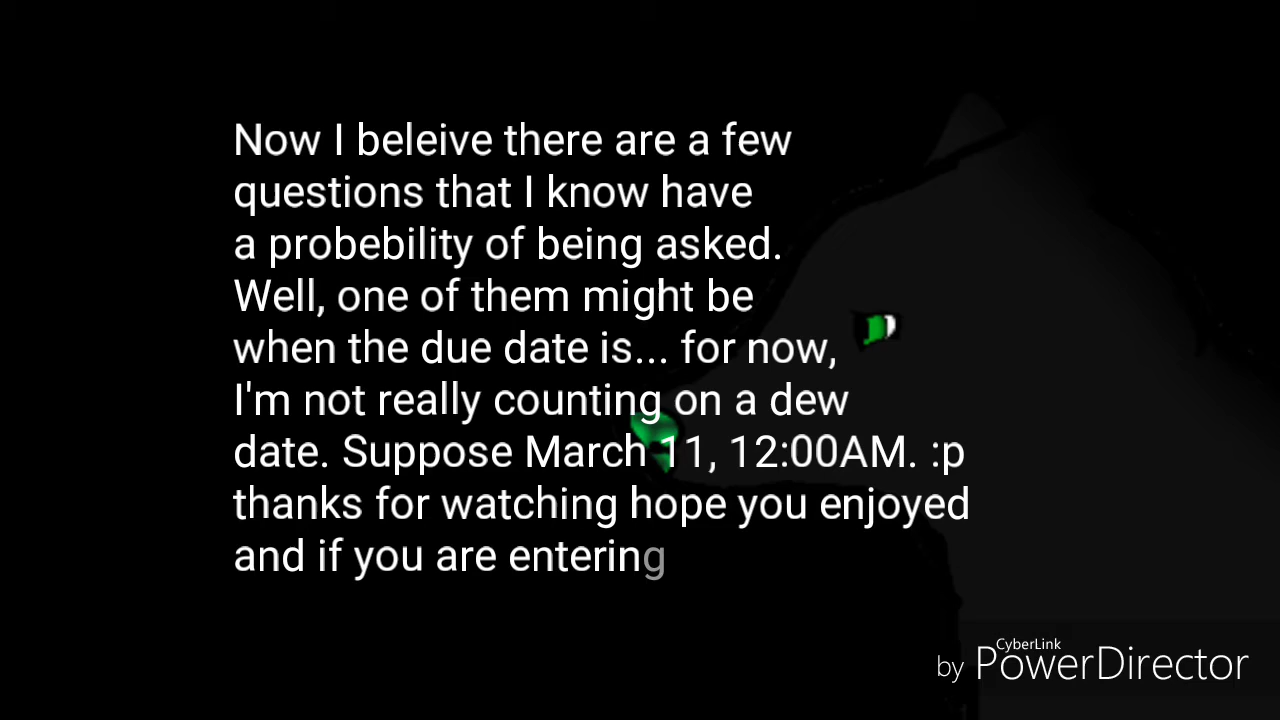 Now I beleive there are a few
questions that I know have
a probebility of being asked.
Well, one of them might be
when the due date is... for now,
I'm not really counting on a dew
date. Suppose March 11, 12:00AM. :p
thanks for watching hope you enjoyed
and if you are entering
CyberLink
by PowerDirector